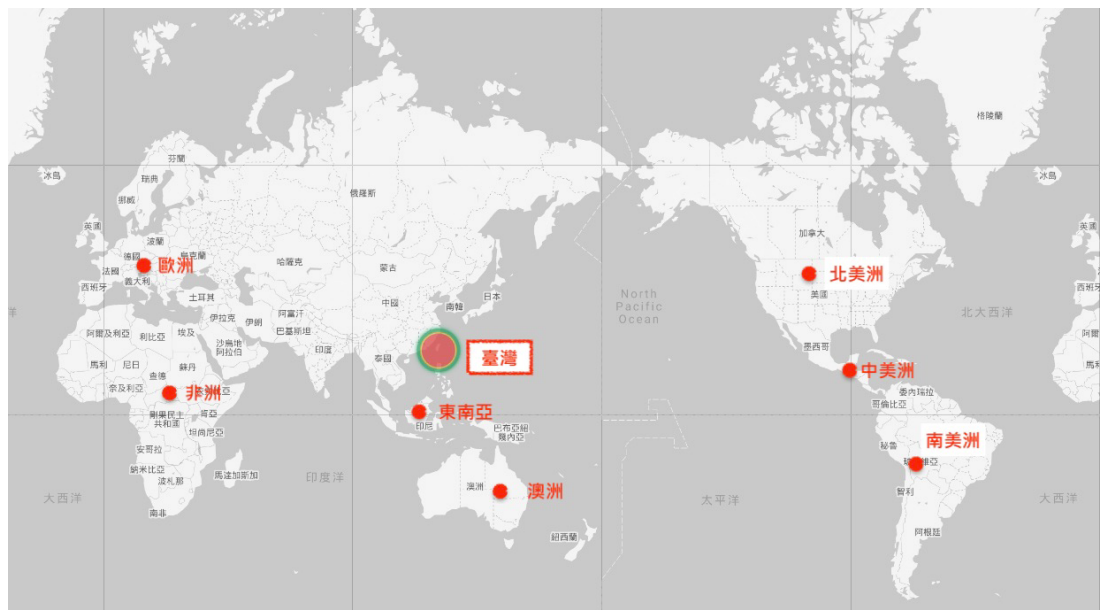 格陵蘭
冰島
冰島
芬蘭
瑞典
挪威
俄羅斯
英國
英國
加拿大
波蘭
德國
烏克蘭
歐洲
法國
哈薩克
蒙古
北美洲
義大利
西班牙
西班牙
美國
土耳其
中國
南韓
日本
North
Pacific
Ocean
北大西洋
洋
阿富汗
伊拉克
伊朗
巴基斯坦
阿爾及利亞
利比亞
埃及
沙烏地
阿拉伯
印度
泰國
臺灣
墨西哥
中美洲
馬利
尼日
查德
蘇丹
奈及利亞
非洲
委內瑞拉
哥倫比亞
東南亞
印尼
巴布亞紐
幾內亞
剛果民主
共和國
肯亞
坦尚尼亞
秘魯
南美洲
安哥拉
納米比亞
波札那
馬達加斯加
印度洋
澳洲
澳洲
大西洋
太平洋
大西洋
智利
南非
紐西蘭
阿根廷